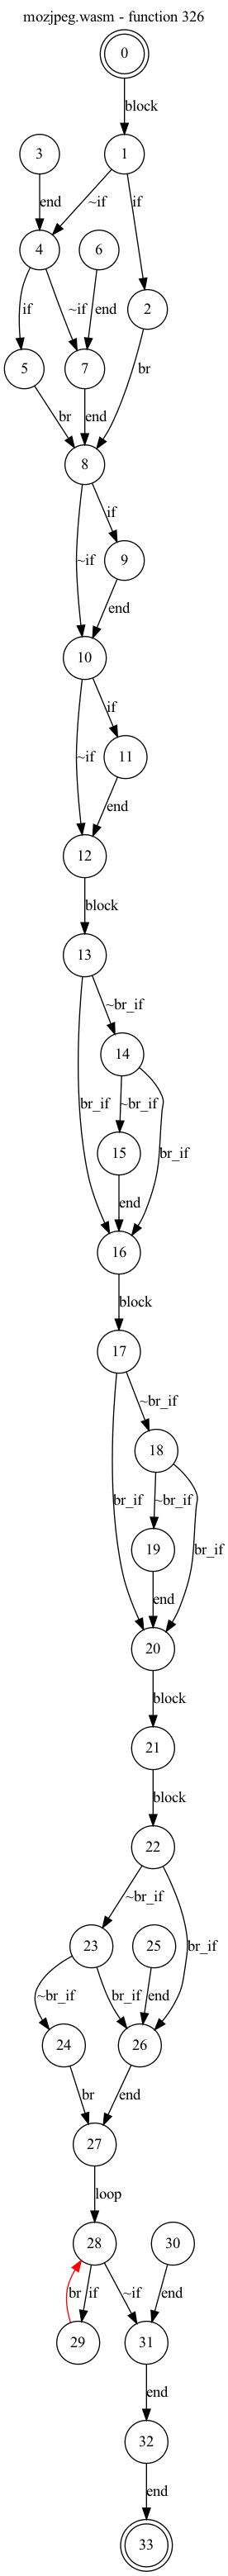 mozjpeg.wasm - function 326
0
block
3
1
end
~if
if
4
6
if
~if
end
2
5
7
br
end
br
8
if
~if
9
end
10
if
~if
11
end
12
block
13
~br_if
14
br_if
~br_if
br_if
15
end
16
block
17
~br_if
18
br_if
~br_if
br_if
19
end
20
block
21
block
22
~br_if
23
25
br_if
~br_if
br_if
end
24
26
br
end
27
loop
28
30
br
if
~if
end
29
31
end
32
end
33